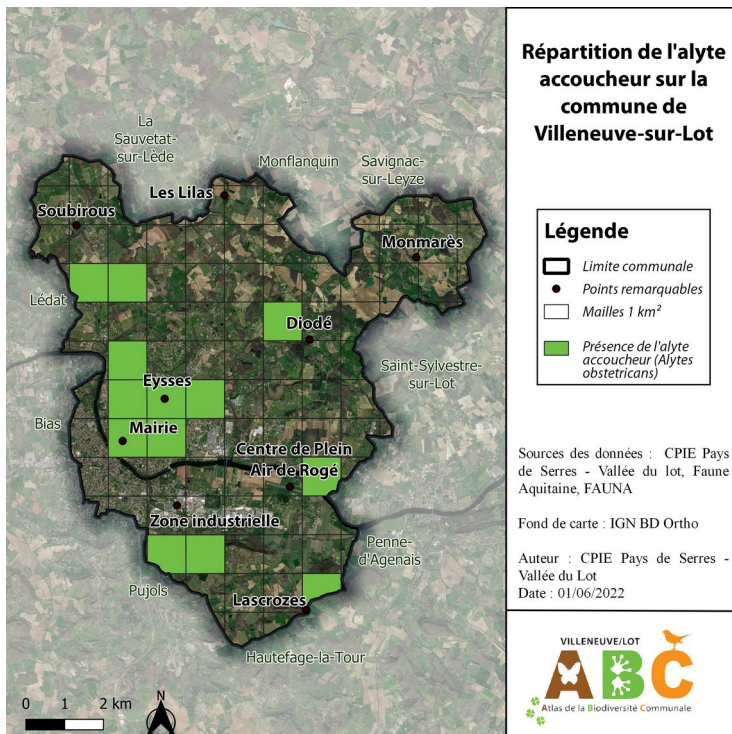 Répartition de l'alyte
accoucheur sur la
commune de
Villeneuve-sur-Lot
Légende
Limite communale
Points remarquables
Mailles 1 km²
Présence de l'alyte
accoucheur (Alytes
obstetricans)
Sources des données : CPIE Pays
de Serres - Vallée du lot, Faune
Aquitaine, FAUNA
Fond de carte : IGN BD Ortho
Auteur : CPIE Pays de Serres -
Vallée du Lot
Date : 01/06/2022
VILLENEUVE/LOT
ABC
Atlas de la Biodiversité Communale
La
Sauvetat-
sur-Lède
Monflanquin
Savignac-
sur-Leyze
Les Lilas
Soubirous
Monmarès
Lédat
Diodé
Saint-Sylvestre-
sur-Lot
Eysses
Bias
Mairie
Centre de Plein
Air de Rogé
Zone industrielle
Penne-
d'Agenais
Pujols
Lascrozes
Hautefage-la-Tour
0 1 2 km
N